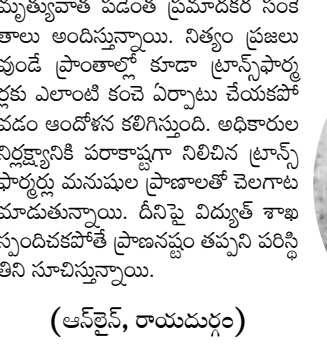 మృత్యువాత పడేంత ప్రమాదకర సంకే
తాలు అందిస్తున్నాయి. నిత్యం ప్రజలు
వుండే ప్రాంతాల్లో కూడా ట్రాన్స్‌ఫార్మ
ర్లకు ఎలాంటి కంచె ఏర్పాటు చేయకపో
వడం ఆందోళన కలిగిస్తుంది. అధికారుల
నిర్లక్ష్యానికి పరాకాష్టగా నిలిచిన ట్రాన్స్
ఫార్మర్లు మనుషుల ప్రాణాలతో చెలగాట
మాడుతున్నాయి. దీనిపై విద్యుత్ శాఖ
స్పందిచకపోతే ప్రాణనష్టం తప్పని పరిస్థి
తిని సూచిస్తున్నాయి.
(ఆన్‌లైన్, రాయదుర్గం)